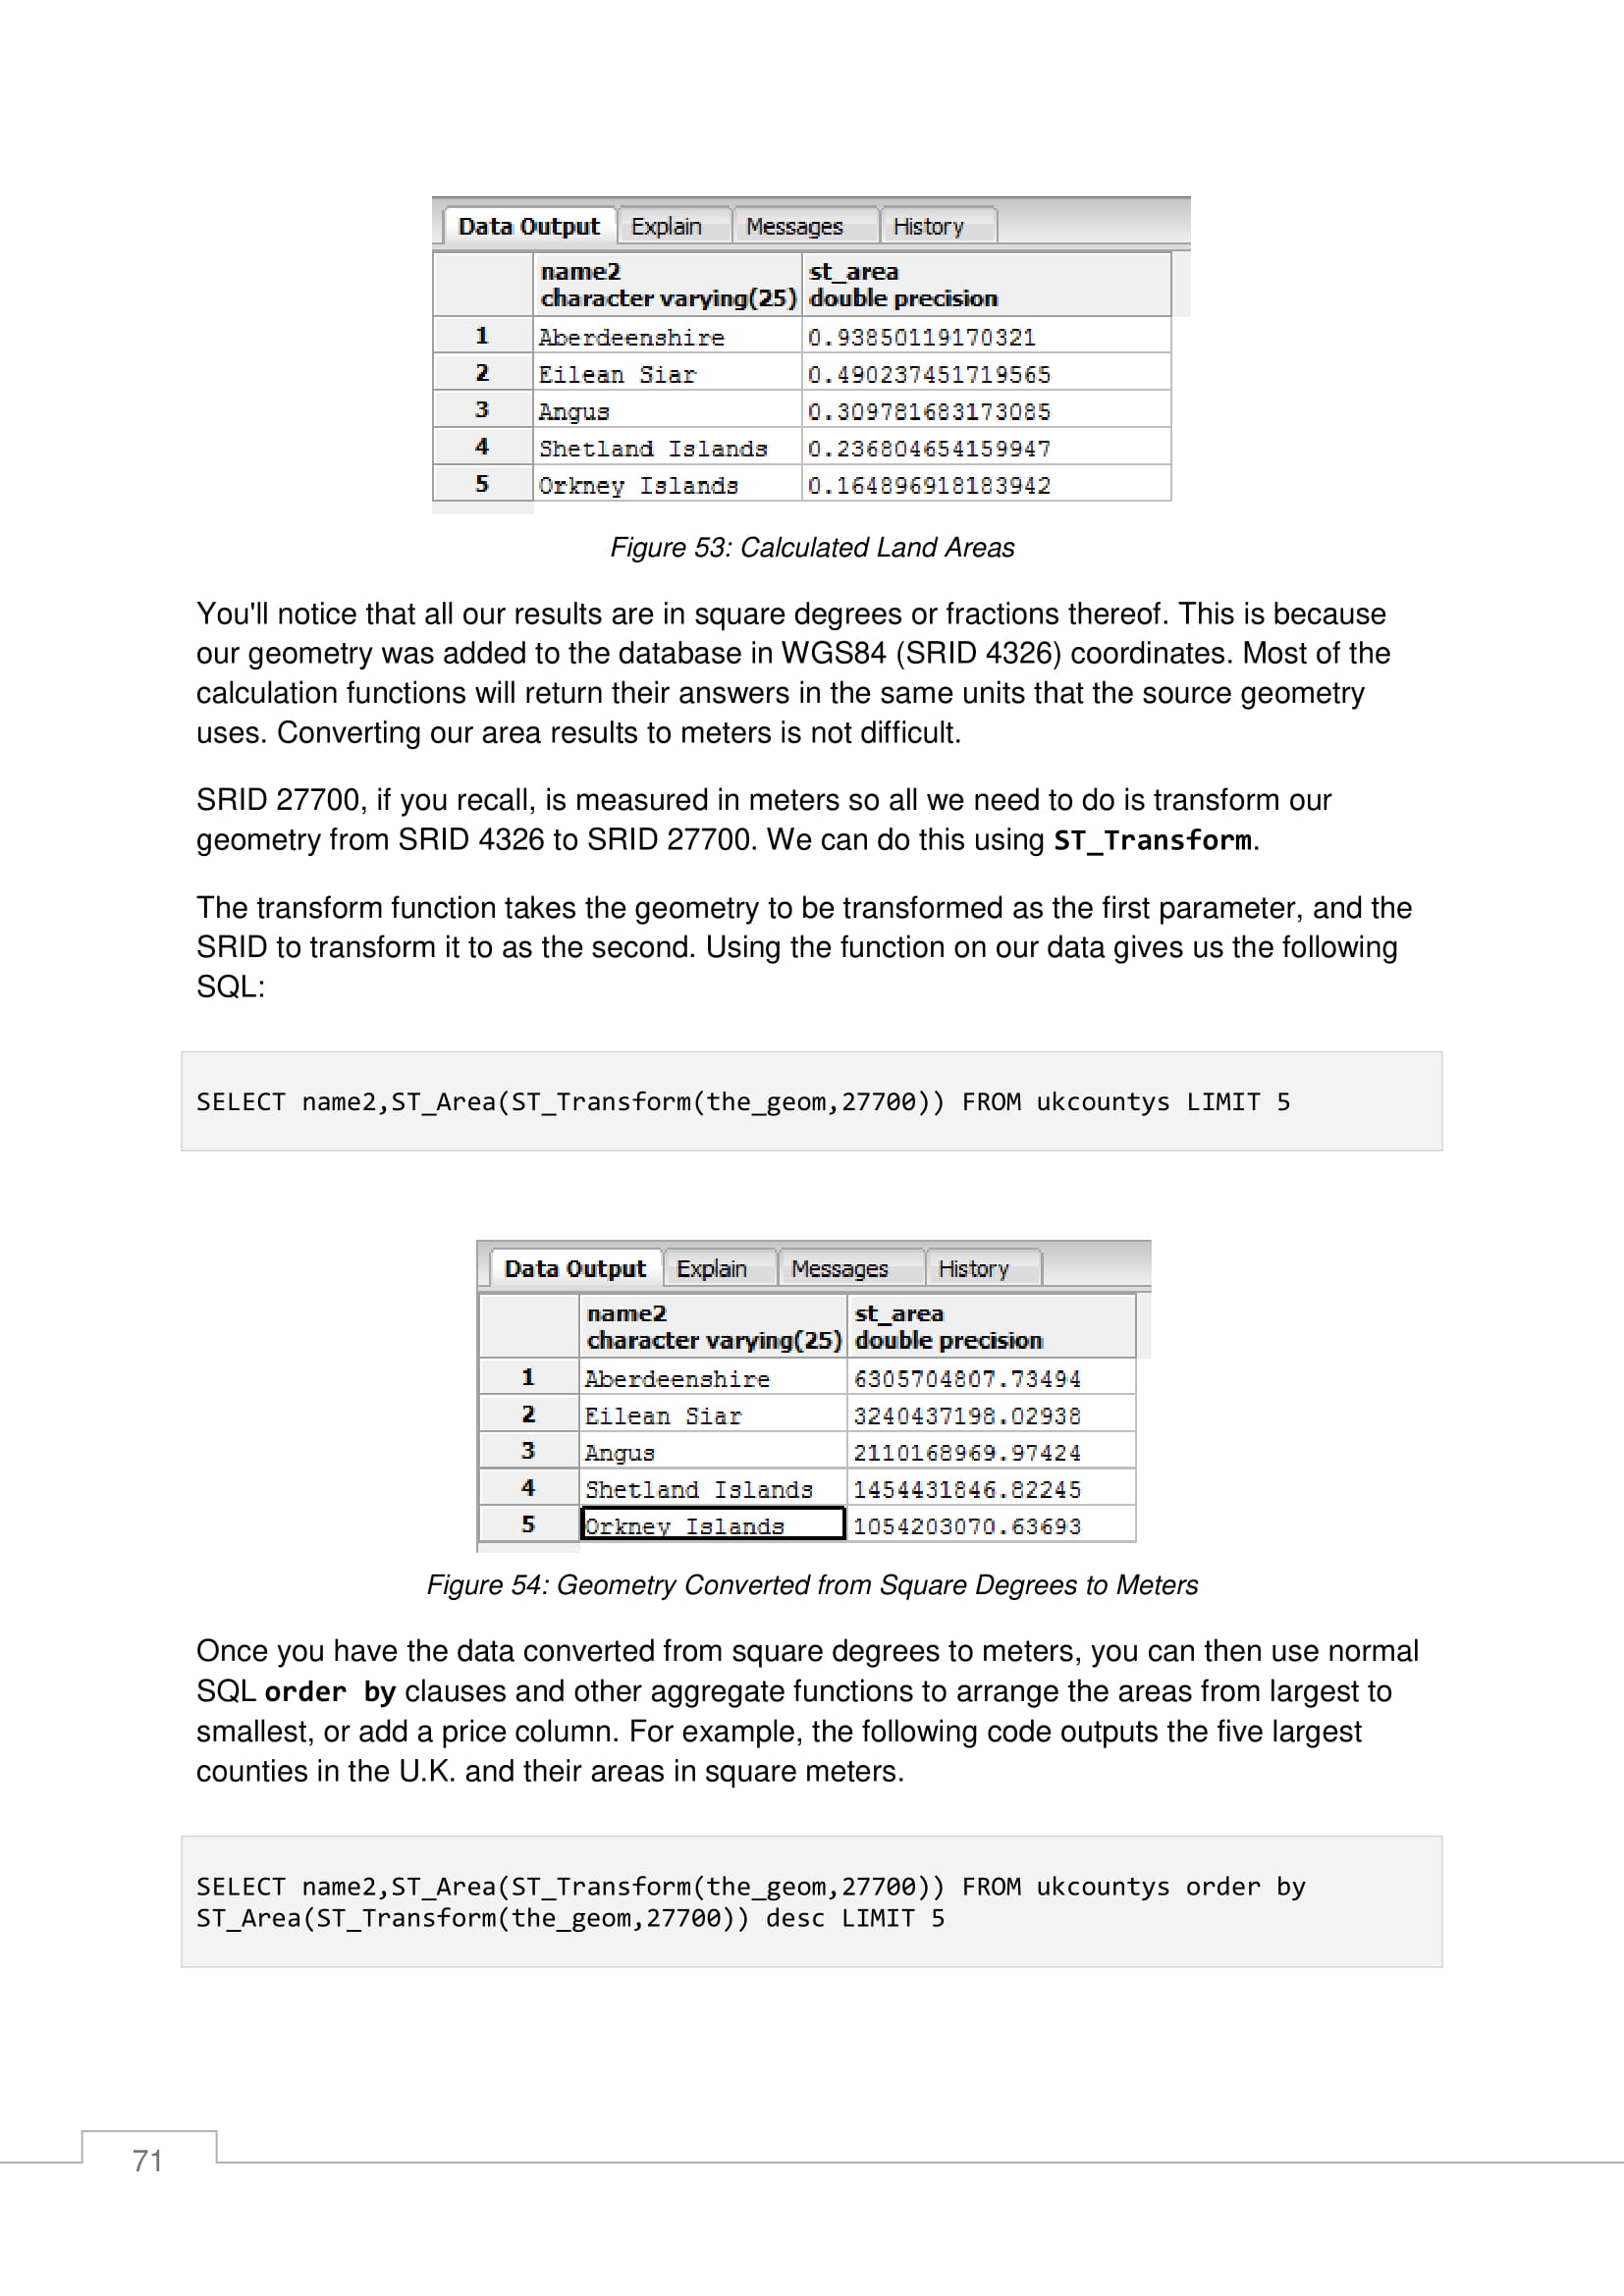 Data Output Explain Messages History
name2 st_area
character varying(25) double precision
1 Aberdeenshire 0.93850119170321
2 Eilean Siar 0.490237451719565
3 Angus 0.309781683173085
4 Shetland Islands 0.236804654159947
5 Orkney Islands 0.164896918183942
Figure 53: Calculated Land Areas
You'll notice that all our results are in square degrees or fractions thereof. This is because
our geometry was added to the database in WGS84 (SRID 4326) coordinates. Most of the
calculation functions will return their answers in the same units that the source geometry
uses. Converting our area results to meters is not difficult.
SRID 27700, if you recall, is measured in meters so all we need to do is transform our
geometry from SRID 4326 to SRID 27700. We can do this using ST_Transform.
The transform function takes the geometry to be transformed as the first parameter, and the
SRID to transform it to as the second. Using the function on our data gives us the following
SQL:
SELECT name2,ST_Area(ST_Transform(the_geom,27700)) FROM ukcountys LIMIT 5
Data Output Explain Messages History
name2 st_area
character varying(25) double precision
1 Aberdeenshire 6305704807.73494
2 Eilean Siar 3240437198.02938
3 Angus 2110168969.97424
4 Shetland Islands 1454431846.82245
5 Orkney Islands 1054203070.63693
Figure 54: Geometry Converted from Square Degrees to Meters
Once you have the data converted from square degrees to meters, you can then use normal
SQL order by clauses and other aggregate functions to arrange the areas from largest to
smallest, or add a price column. For example, the following code outputs the five largest
counties in the U.K. and their areas in square meters.
SELECT name2,ST_Area(ST_Transform(the_geom,27700)) FROM ukcountys order by
ST_Area(ST_Transform(the_geom,27700)) desc LIMIT 5
71